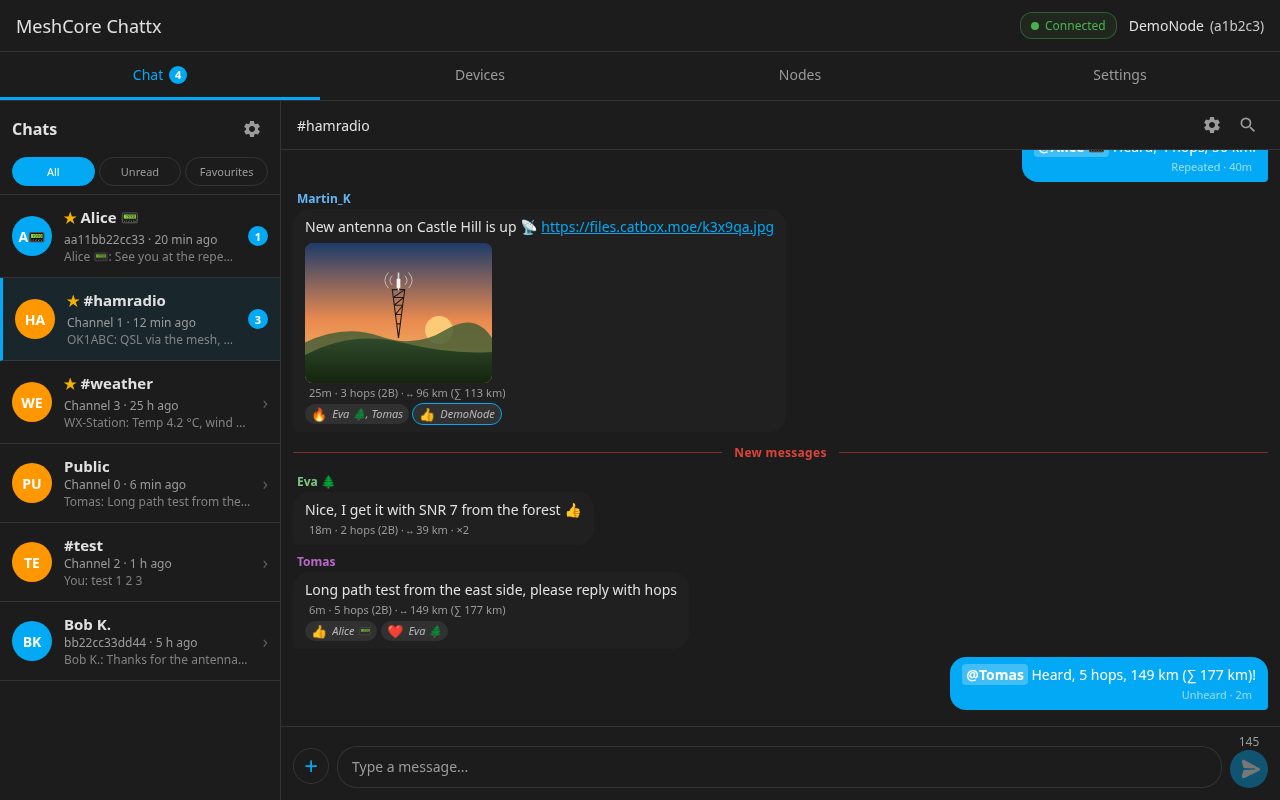 MeshCore Chattx
Connected
DemoNode (a1b2c3)
Chat 4
Devices
Nodes
Settings
Chats
All
Unread
Favourites
A📟
★ Alice 📟
aa11bb22cc33 · 20 min ago
Alice 📟: See you at the repe...
1
HA
★ #hamradio
Channel 1 · 12 min ago
OK1ABC: QSL via the mesh, ...
3
WE
★ #weather
Channel 3 · 25 h ago
WX-Station: Temp 4.2 °C, wind ...
PU
Public
Channel 0 · 6 min ago
Tomas: Long path test from the...
TE
#test
Channel 2 · 1 h ago
You: test 1 2 3
BK
Bob K.
bb22cc33dd44 · 5 h ago
Bob K.: Thanks for the antenna...
#hamradio
Repeated · 40m
Martin_K
New antenna on Castle Hill is up 📡 https://files.catbox.moe/k3x9qa.jpg
25m · 3 hops (2B) · ↔ 96 km (∑ 113 km)
🔥 Eva 🌲, Tomas 👍 DemoNode
New messages
Eva 🌲
Nice, I get it with SNR 7 from the forest 👍
18m · 2 hops (2B) · ↔ 39 km · ×2
Tomas
Long path test from the east side, please reply with hops
6m · 5 hops (2B) · ↔ 149 km (∑ 177 km)
👍 Alice 📟 ❤️ Eva 🌲
@Tomas Heard, 5 hops, 149 km (∑ 177 km)!
Unheard · 2m
Type a message...
145